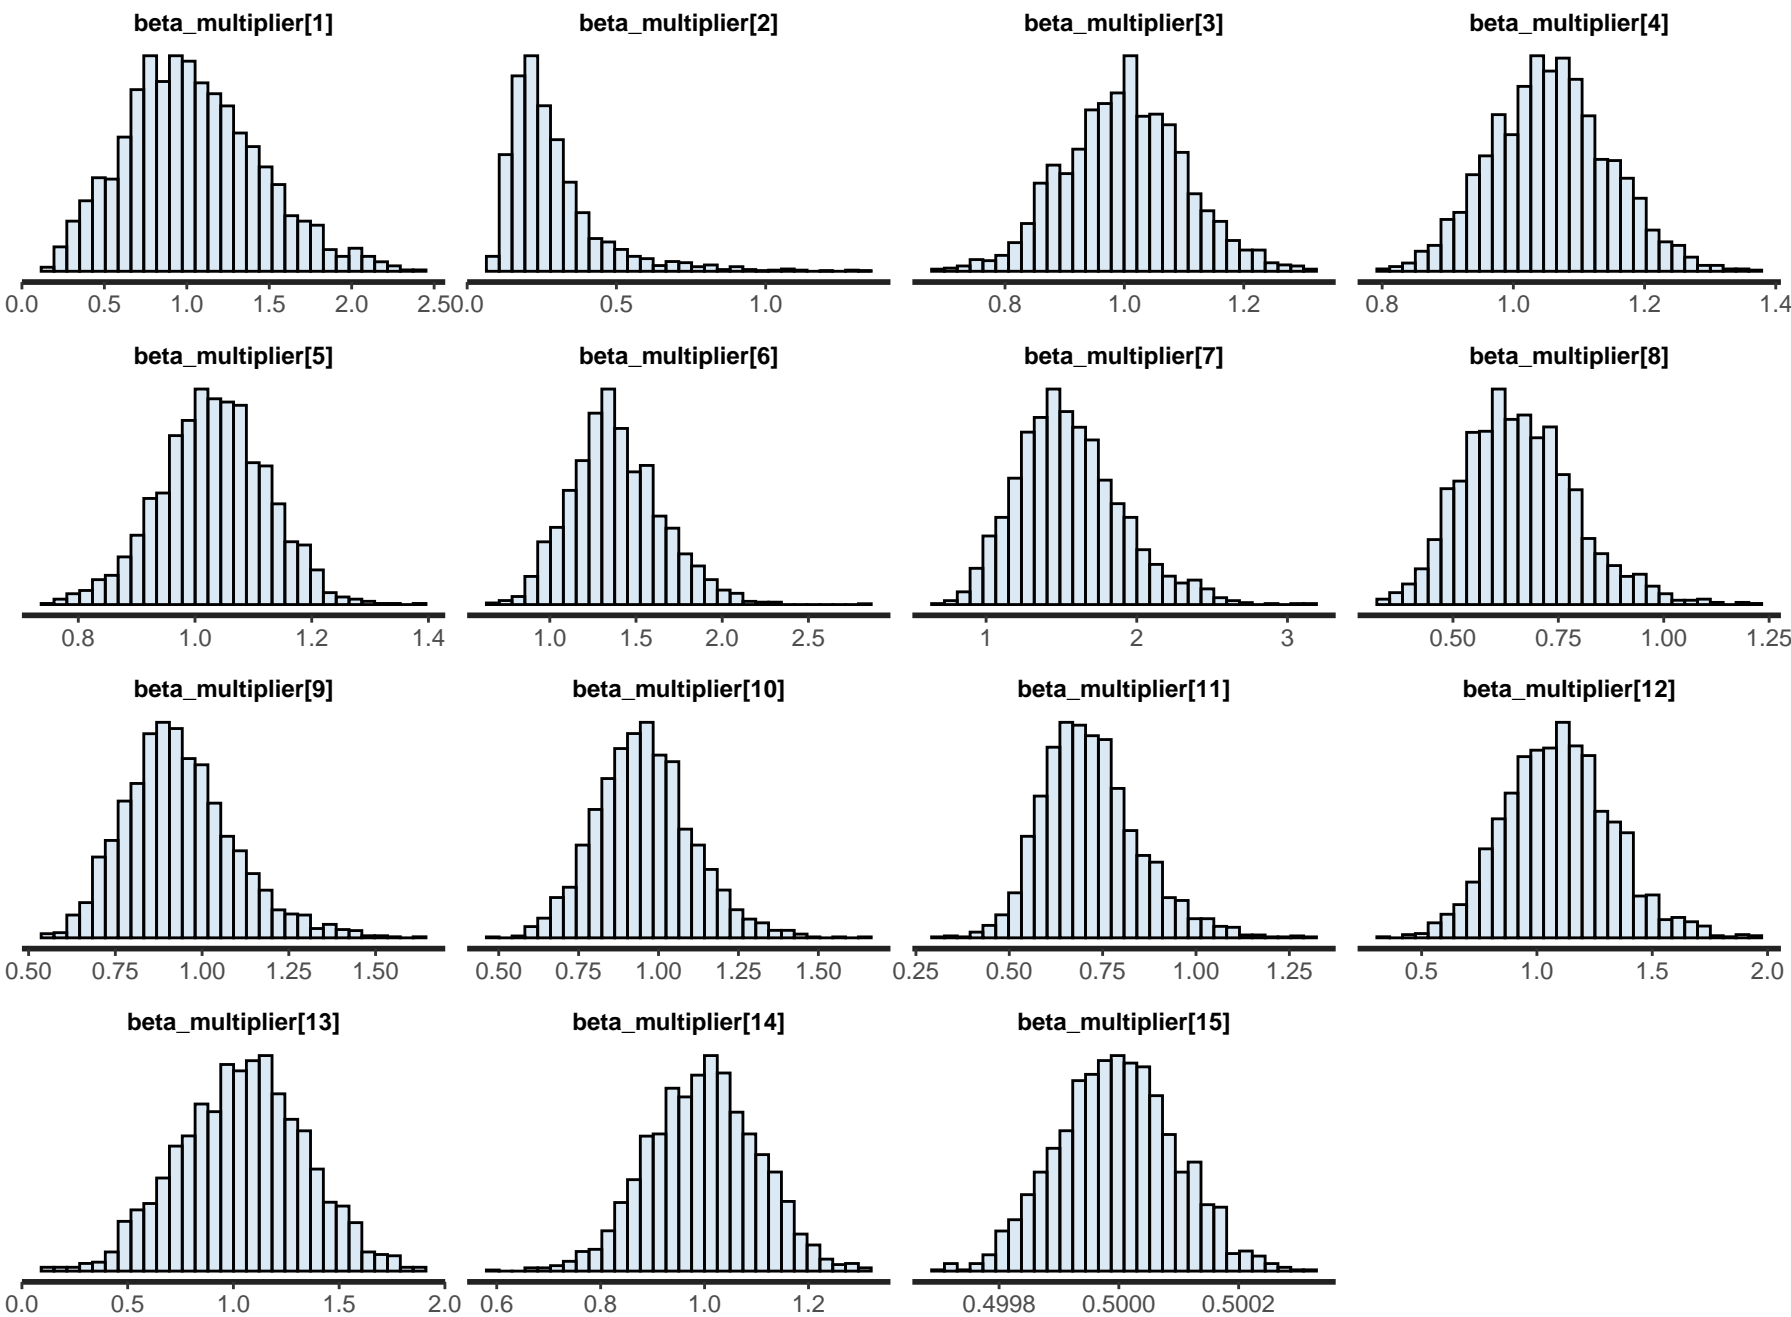 beta_multiplier[1] beta_multiplier[2] beta_multiplier[3] beta_multiplier[4]
0.0 0.5 1.0 1.5 2.0 2.5 0.0 0.5 1.0 0.8 1.0 1.2 0.8 1.0 1.2 1.4
beta_multiplier[5] beta_multiplier[6] beta_multiplier[7] beta_multiplier[8]
0.8 1.0 1.2 1.4 1.0 1.5 2.0 2.5 1 2 3 0.50 0.75 1.00 1.25
beta_multiplier[9] beta_multiplier[10] beta_multiplier[11] beta_multiplier[12]
0.50 0.75 1.00 1.25 1.50 0.50 0.75 1.00 1.25 1.50 0.25 0.50 0.75 1.00 1.25 0.5 1.0 1.5 2.0
beta_multiplier[13] beta_multiplier[14] beta_multiplier[15]
0.0 0.5 1.0 1.5 2.0 0.6 0.8 1.0 1.2 0.4998 0.5000 0.5002